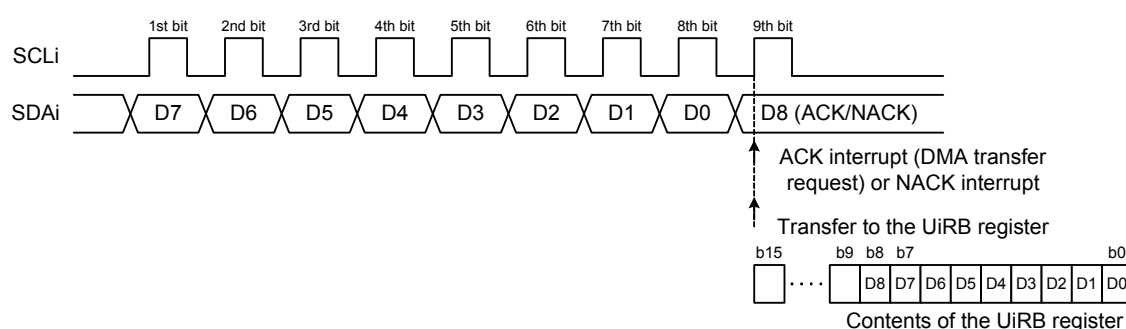 1st bit 2nd bit 3rd bit 4th bit 5th bit 6th bit 7th bit 8th bit 9th bit
SCLi
SDAi D7 D6 D5 D4 D3 D2 D1 D0 D8 (ACK/NACK)
ACK interrupt (DMA transfer
request) or NACK interrupt
Transfer to the UiRB register
b15 b9 b8 b7 b0
D8 D7 D6 D5 D4 D3 D2 D1 D0
Contents of the UiRB register